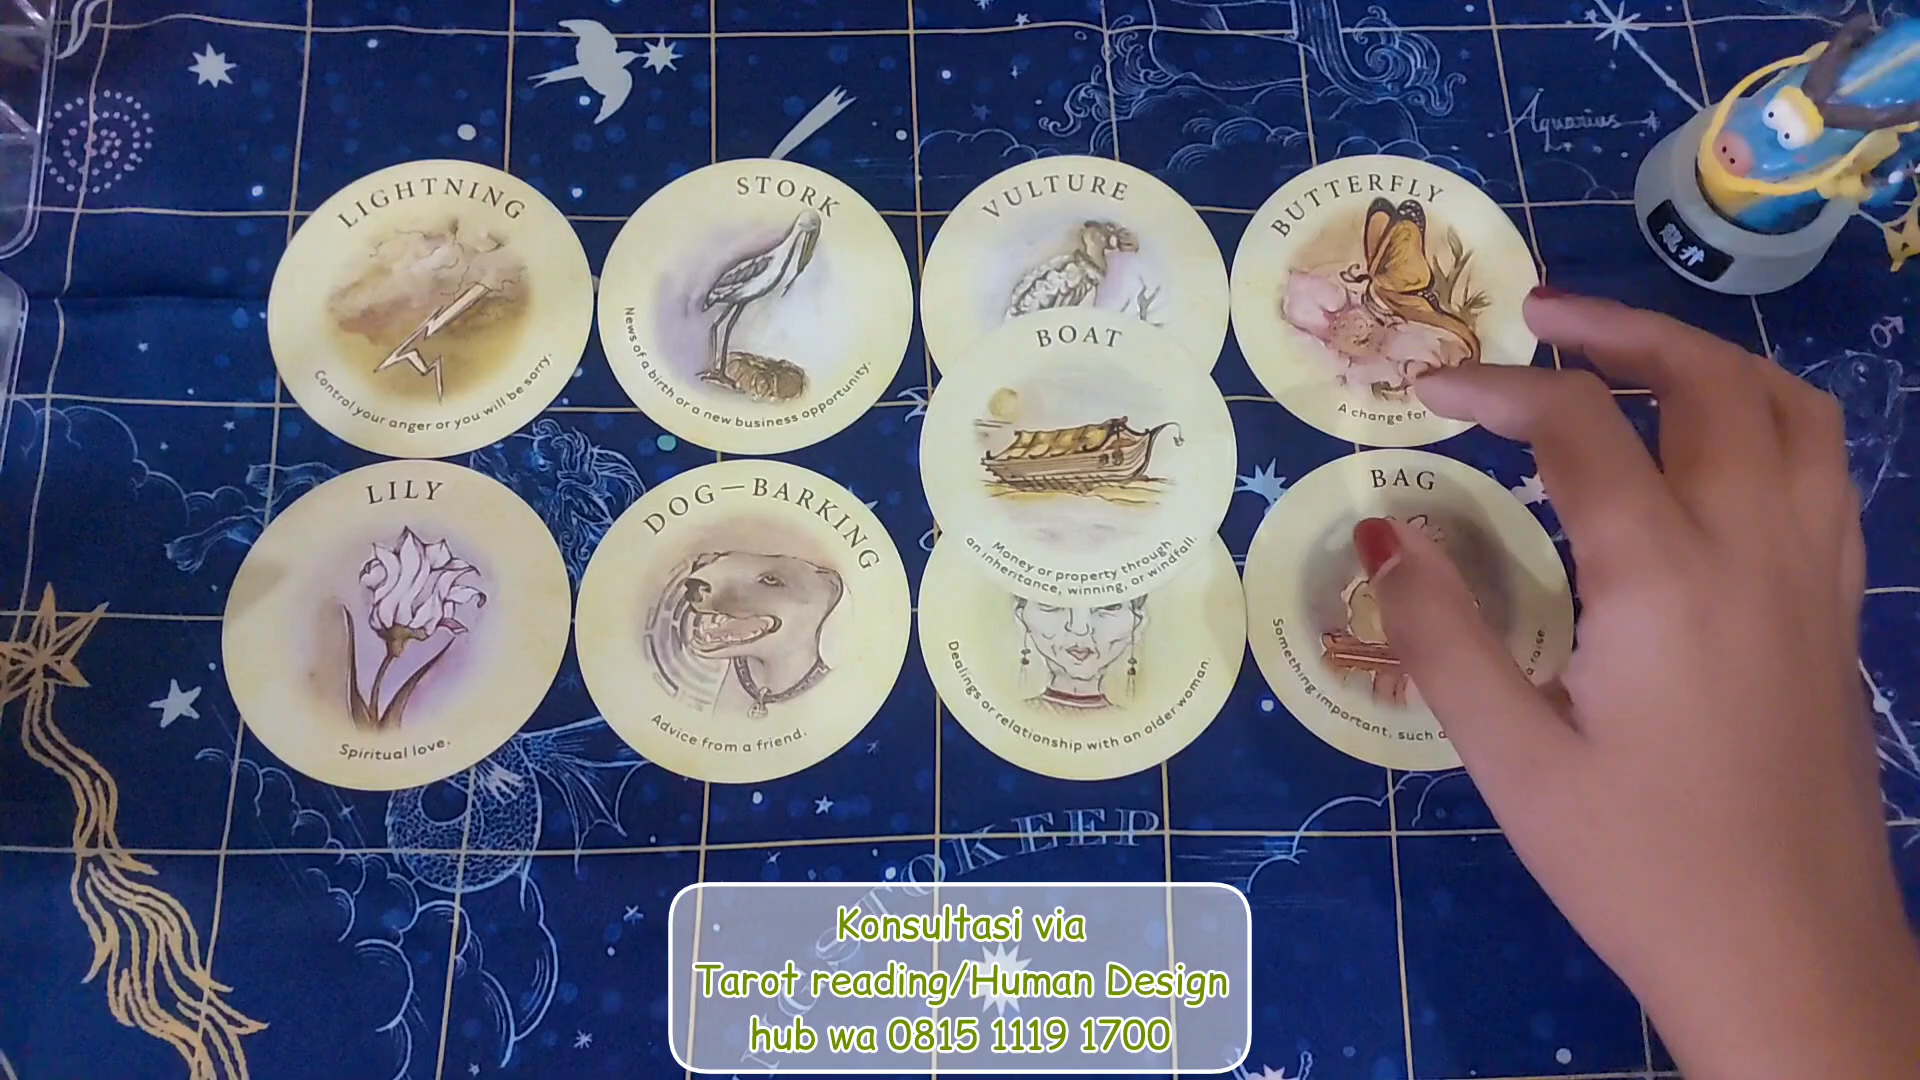 LIGHTNING
Control your anger or you will be sorry.
STORK
News of a birth or a new business opportunity.
VULTURE
BUTTERFLY
A change for
Aquarius
龍井
BOAT
Money or property through
an inheritance, winning, or windfall.
LILY
Spiritual love.
DOG—BARKING
Advice from a friend.
Dealings or relationship with an older woman.
BAG
Something important, such a
a raise.
TOKEEP
Konsultasi via
Tarot reading/Human Design
hub wa 0815 1119 1700